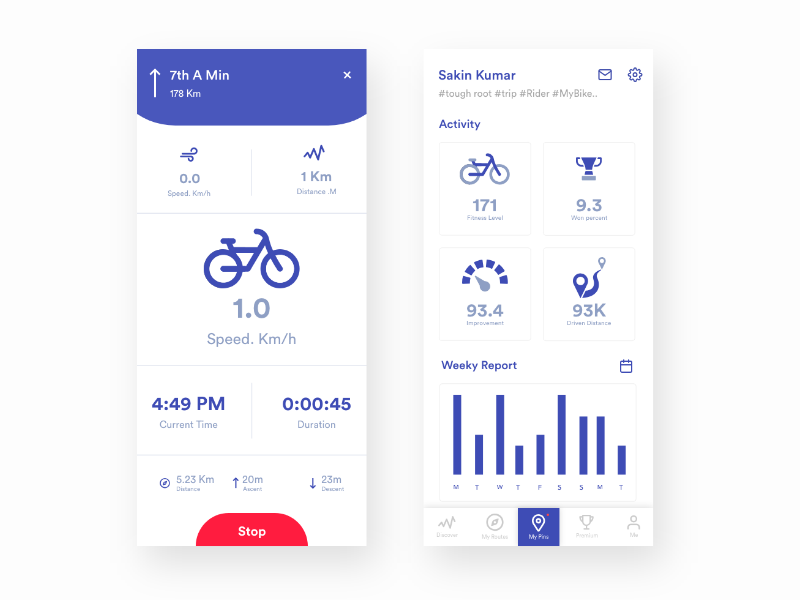 7th A Min
178 Km
0.0
Speed. Km/h
1 Km
Distance .M
1.0
Speed. Km/h
4:49 PM
Current Time
0:00:45
Duration
5.23 Km
Distance
20m
Ascent
23m
Descent
Stop
Sakin Kumar
#tough root #trip #Rider #MyBike..
Activity
171
Fitness Level
9.3
Won percent
93.4
Improvement
93K
Driven Distance
Weeky Report
M T W T F S S M T
Discover
My Routes
My Pins
Premium
Me